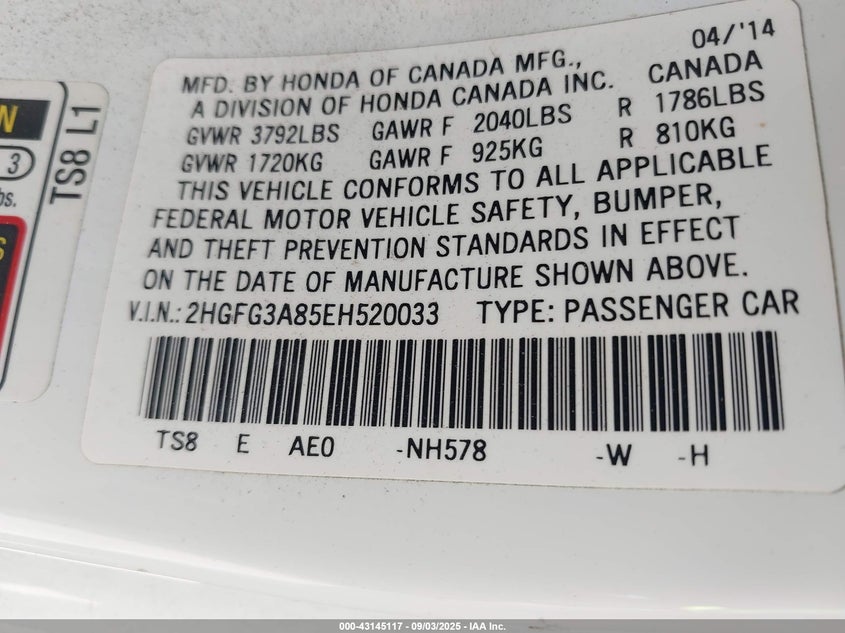 04/'14
MFD. BY HONDA OF CANADA MFG.,
A DIVISION OF HONDA CANADA INC. CANADA
GVWR 3792LBS GAWR F 2040LBS R 1786LBS
GVWR 1720KG GAWR F 925KG R 810KG
THIS VEHICLE CONFORMS TO ALL APPLICABLE
FEDERAL MOTOR VEHICLE SAFETY, BUMPER,
AND THEFT PREVENTION STANDARDS IN EFFECT
ON THE DATE OF MANUFACTURE SHOWN ABOVE.
V.I.N.: 2HGFG3A85EH520033 TYPE: PASSENGER CAR
TS8 E AE0 -NH578 -W -H
TS8 L1
N
3
bs.
S
000-43145117 - 09/03/2025 - IAA Inc.